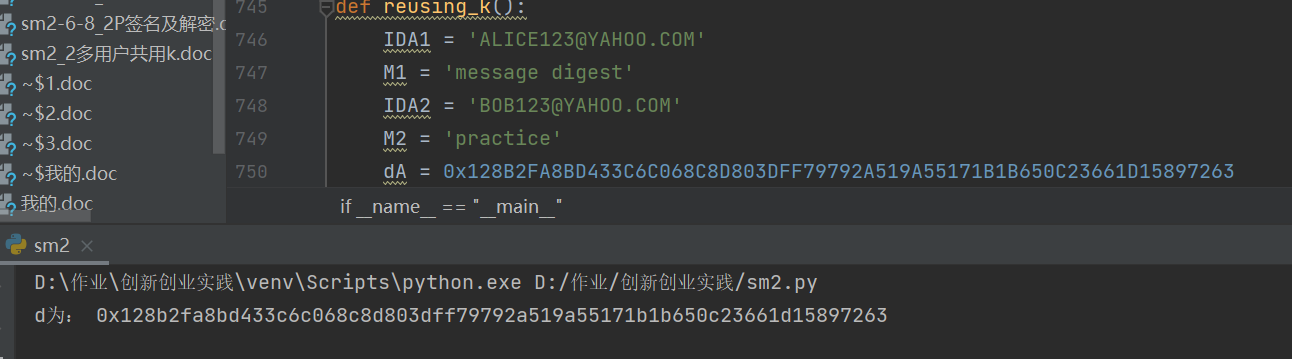 sm2-6-8_2P签名及解密.d
sm2_2多用户共用k.doc
~$1.doc
~$2.doc
~$3.doc
~$我的.doc
我的.doc
745 def reusing_k():
746 IDA1 = 'ALICE123@YAHOO.COM'
747 M1 = 'message digest'
748 IDA2 = 'BOB123@YAHOO.COM'
749 M2 = 'practice'
750 dA = 0x128B2FA8BD433C6C068C8D803DFF79792A519A55171B1B650C23661D15897263
if __name__ == "__main__"
sm2 ×
D:\作业\创新创业实践\venv\Scripts\python.exe D:/作业/创新创业实践/sm2.py
d为: 0x128b2fa8bd433c6c068c8d803dff79792a519a55171b1b650c23661d15897263